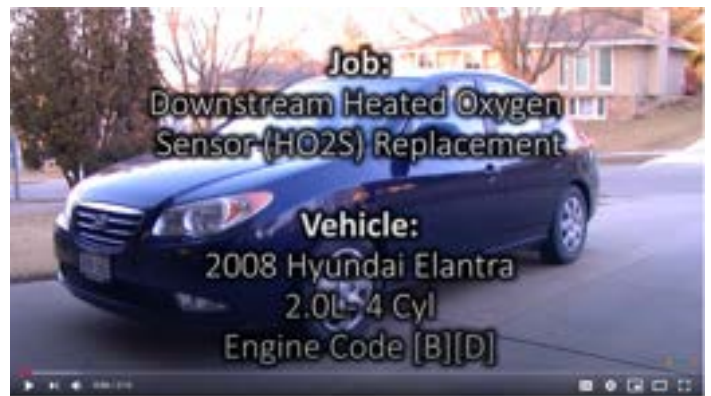 Job:
Downstream Heated Oxygen
Sensor (HO2S) Replacement
Vehicle:
2008 Hyundai Elantra
2.0L- 4 Cyl
Engine Code [B][D]